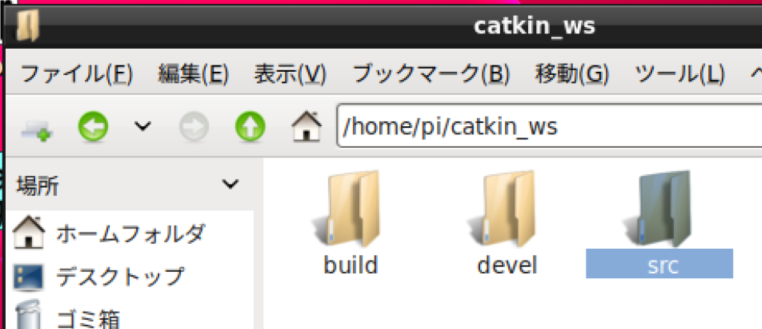 catkin_ws
ファイル(F) 編集(E) 表示(V) ブックマーク(B) 移動(G) ツール(L)
/home/pi/catkin_ws
場所
ホームフォルダ
デスクトップ
ゴミ箱
build devel src